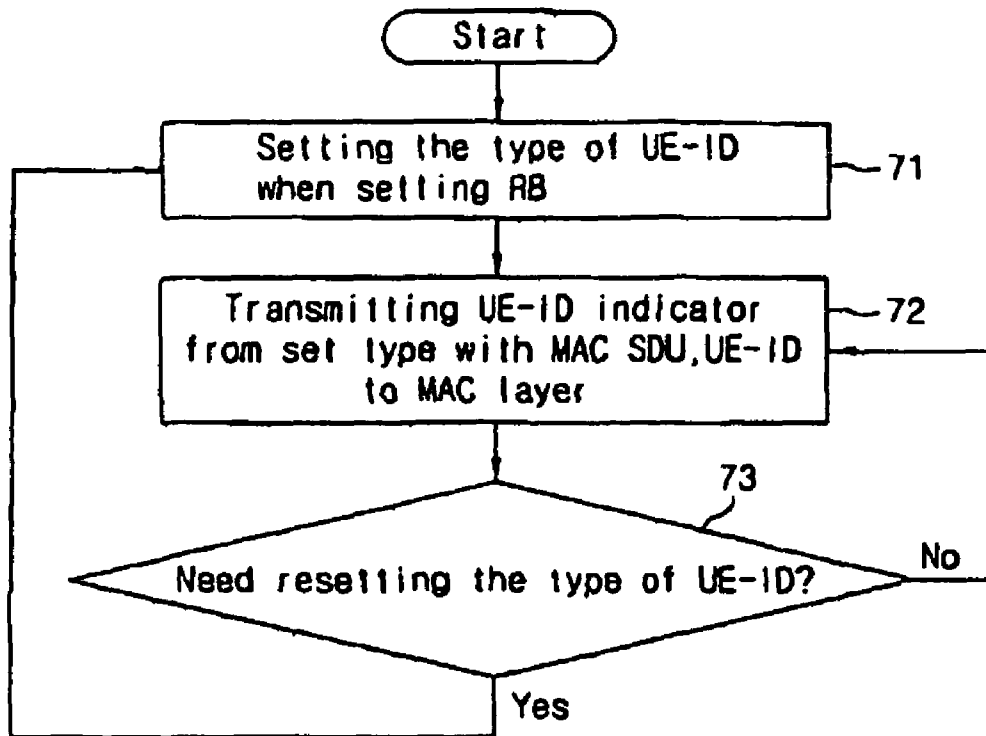 Start
Setting the type of UE-ID
when setting RB
71
Transmitting UE-ID indicator
from set type with MAC SDU,UE-ID
to MAC layer
72
73
Need resetting the type of UE-ID?
No
Yes